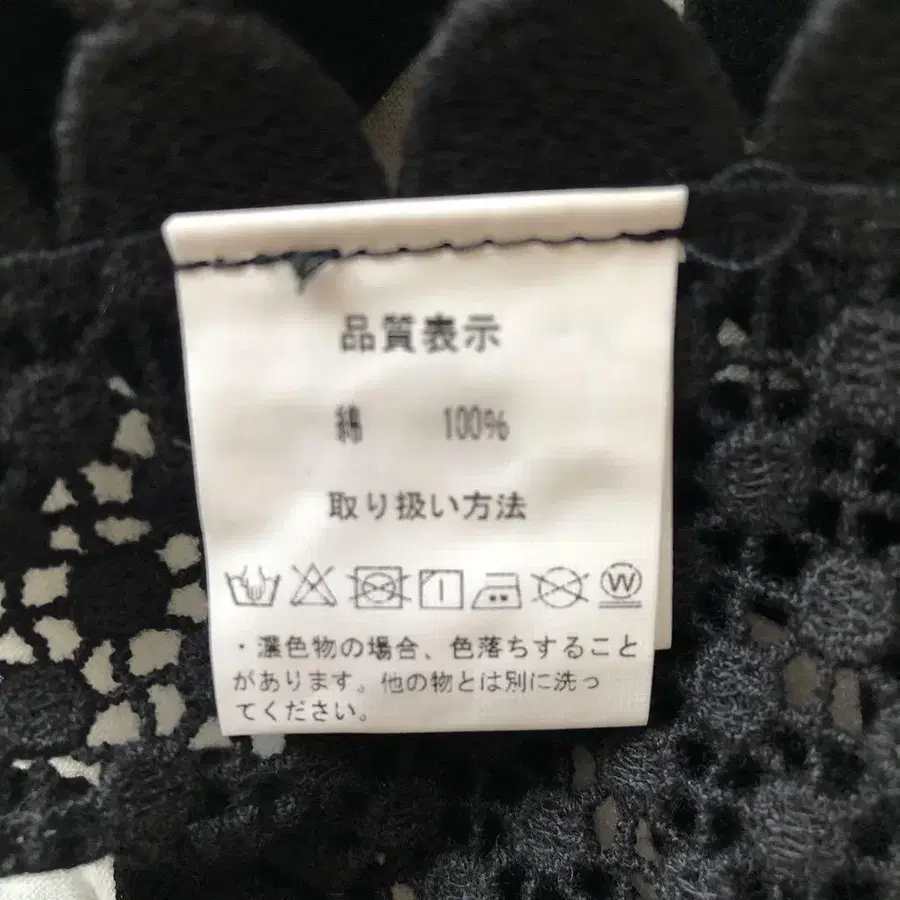 品質表示
綿 100%
取り扱い方法
W
・濃色物の場合、色落ちすること
があります。他の物とは別に洗っ
てください。